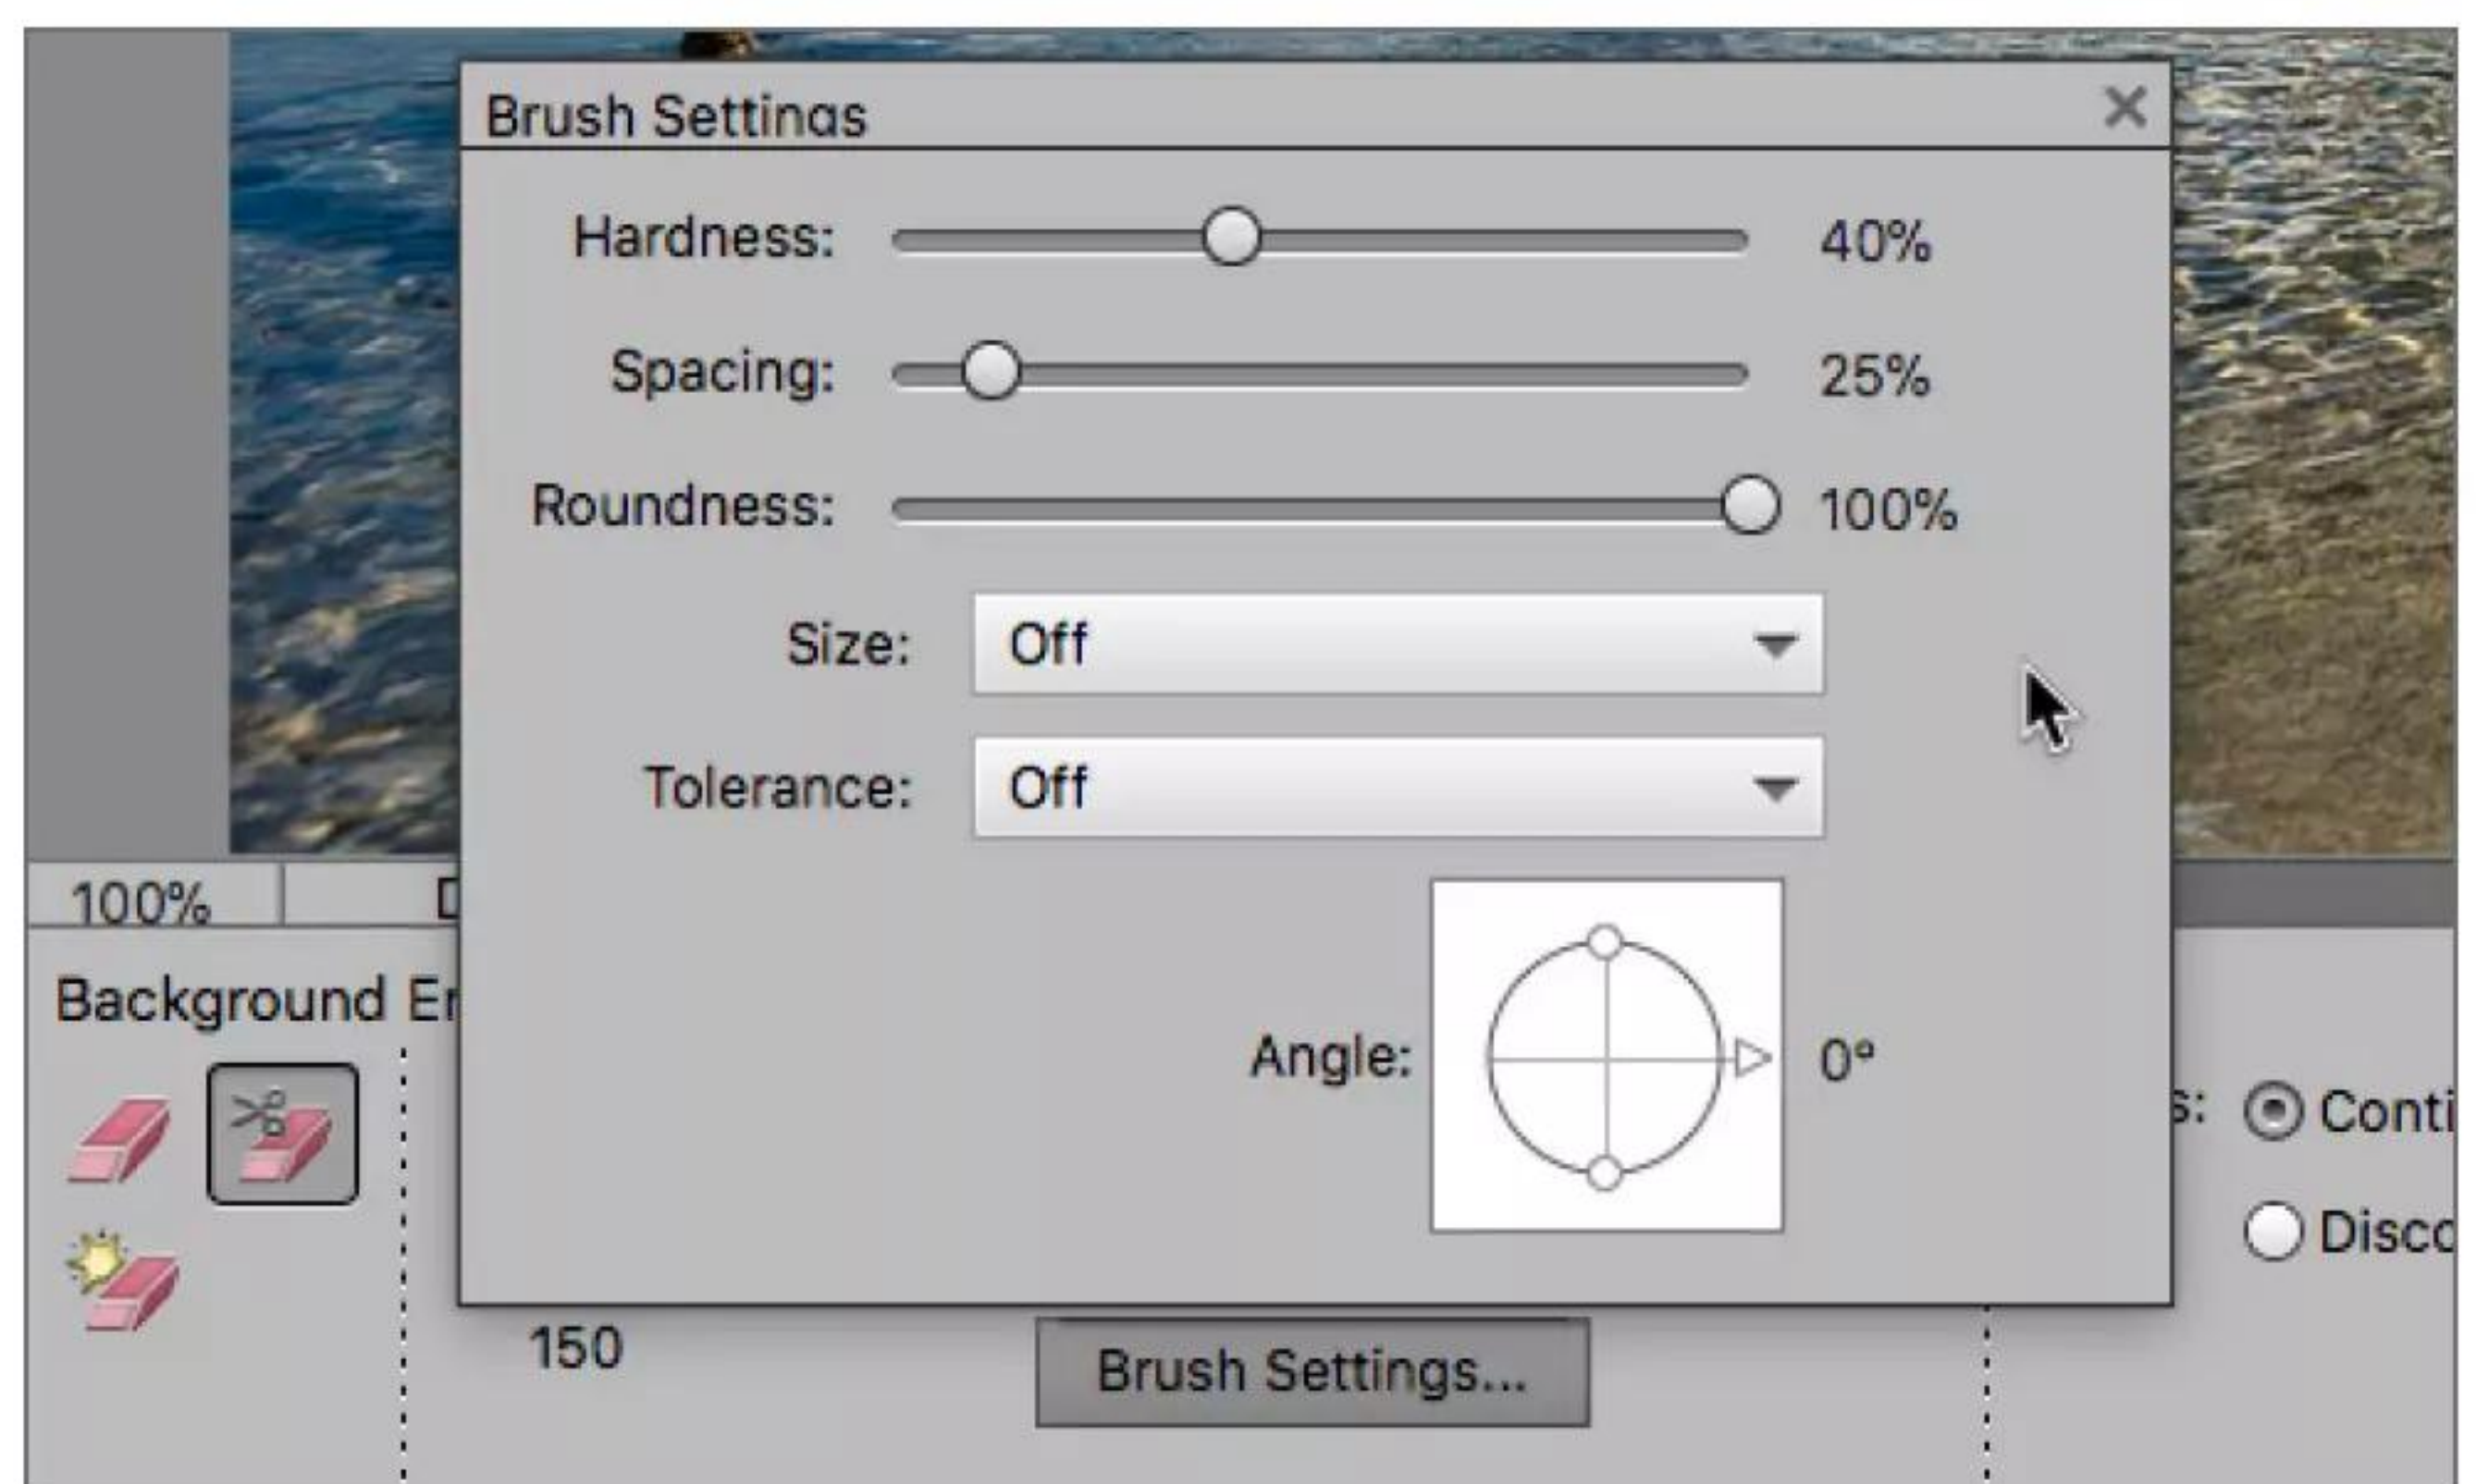 Brush Settings
Hardness: 40%
Spacing: 25%
Roundness: 100%
Size: Off
Tolerance: Off
100%
Background
Angle: 0°
s: Conti
Disco
150
Brush Settings...